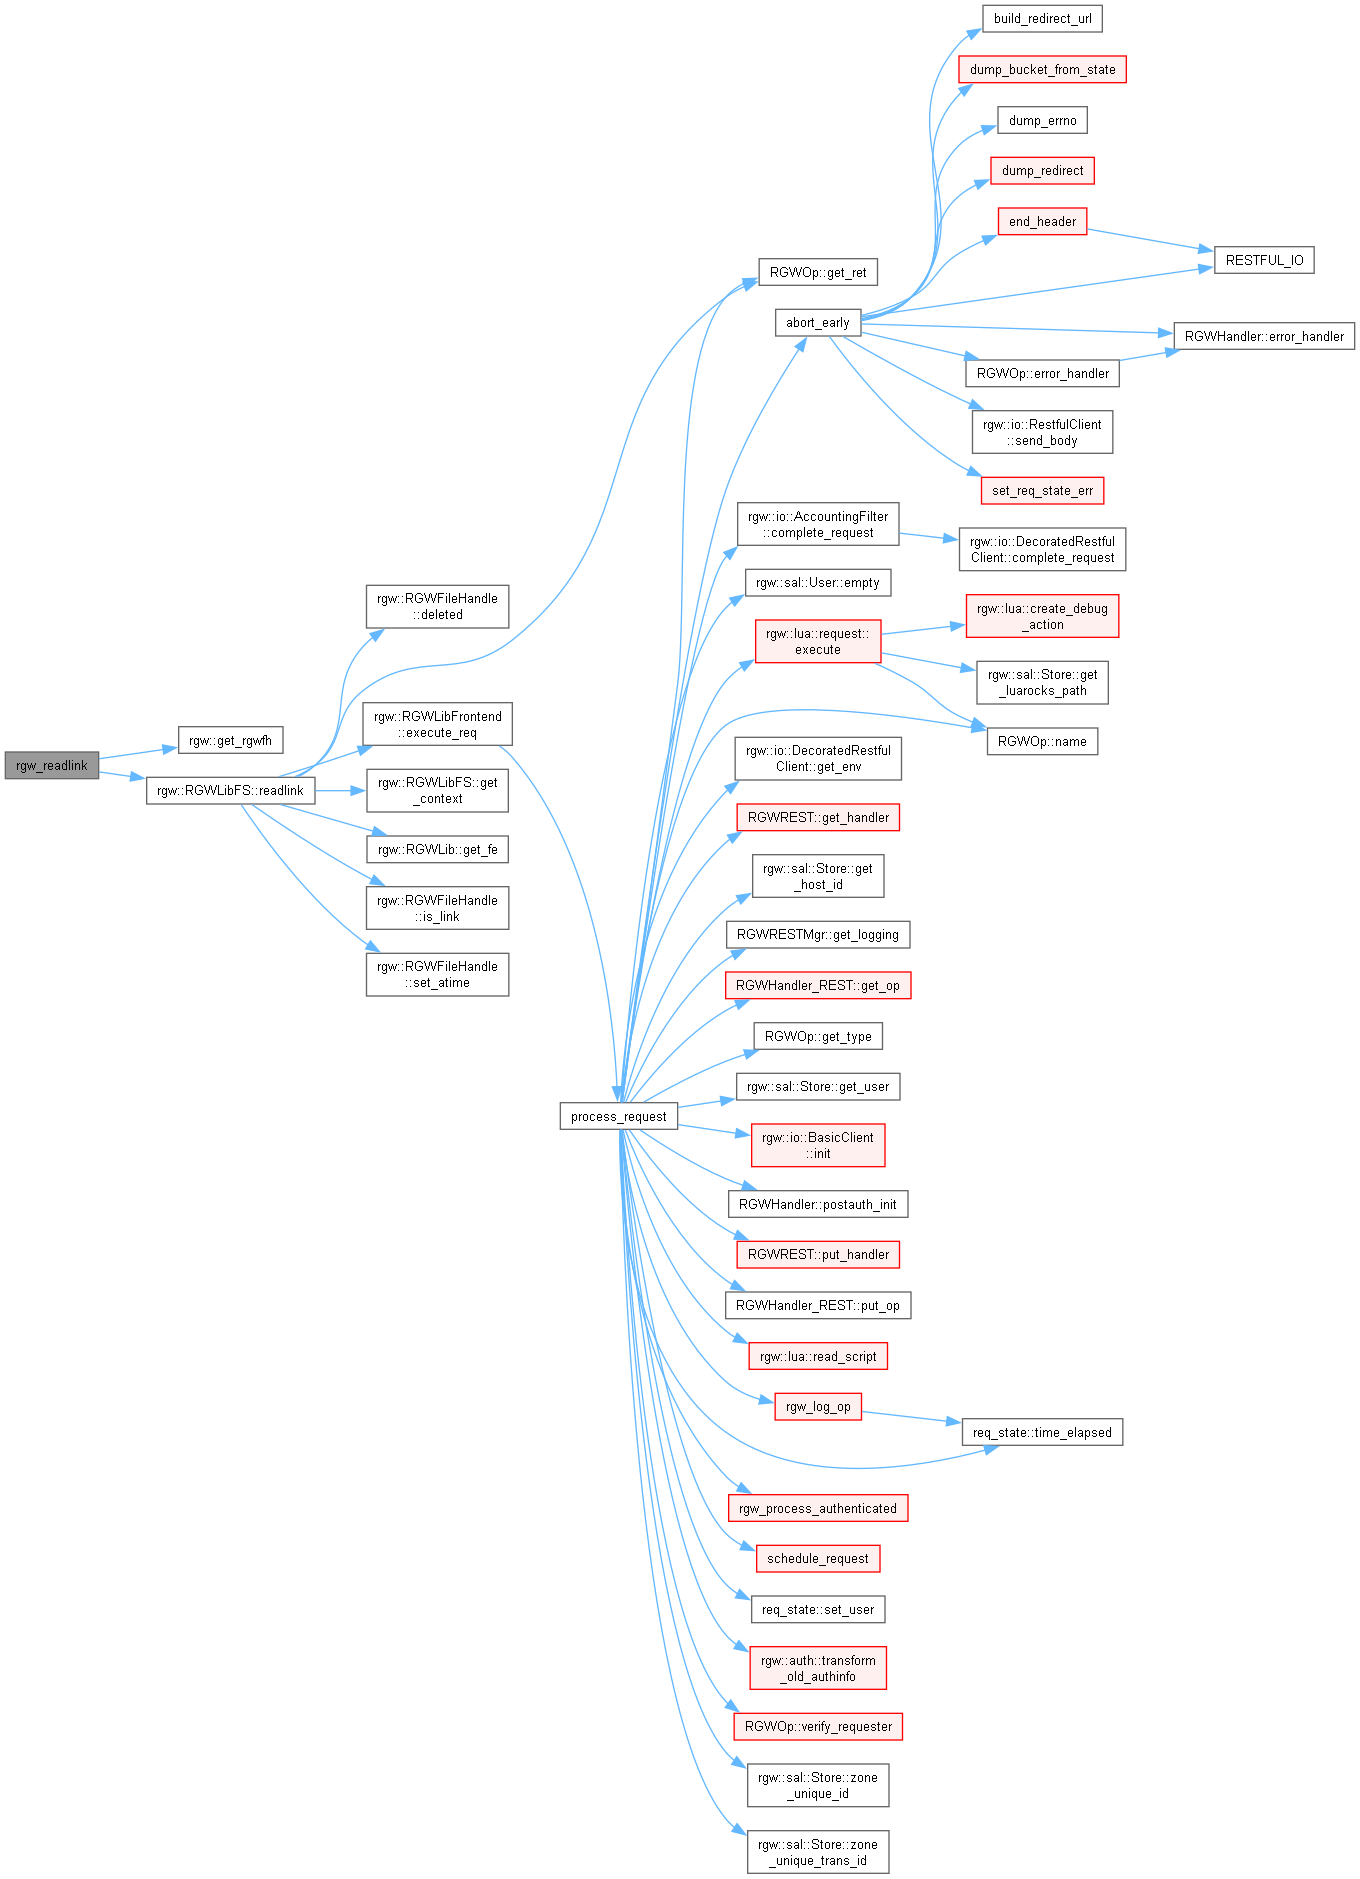 build_redirect_url
dump_bucket_from_state
dump_errno
dump_redirect
end_header
RESTFUL_IO
RGWOp::get_ret
abort_early
RGWHandler::error_handler
RGWOp::error_handler
rgw::io::RestfulClient
::send_body
set_req_state_err
rgw::io::AccountingFilter
::complete_request
rgw::io::DecoratedRestful
Client::complete_request
rgw::sal::User::empty
rgw::RGWFileHandle
::deleted
rgw::lua::request::
execute
rgw::lua::create_debug
_action
rgw::sal::Store::get
_luarocks_path
rgw::RGWLibFrontend
::execute_req
rgw::get_rgwfh
RGWOp::name
rgw_readlink
rgw::RGWLibFS::readlink
rgw::io::DecoratedRestful
Client::get_env
rgw::RGWLibFS::get
_context
RGWREST::get_handler
rgw::RGWLib::get_fe
rgw::sal::Store::get
_host_id
rgw::RGWFileHandle
::is_link
RGWRESTMgr::get_logging
rgw::RGWFileHandle
::set_atime
RGWHandler_REST::get_op
RGWOp::get_type
rgw::sal::Store::get_user
process_request
rgw::io::BasicClient
::init
RGWHandler::postauth_init
RGWREST::put_handler
RGWHandler_REST::put_op
rgw::lua::read_script
rgw_log_op
req_state::time_elapsed
rgw_process_authenticated
schedule_request
req_state::set_user
rgw::auth::transform
_old_authinfo
RGWOp::verify_requester
rgw::sal::Store::zone
_unique_id
rgw::sal::Store::zone
_unique_trans_id